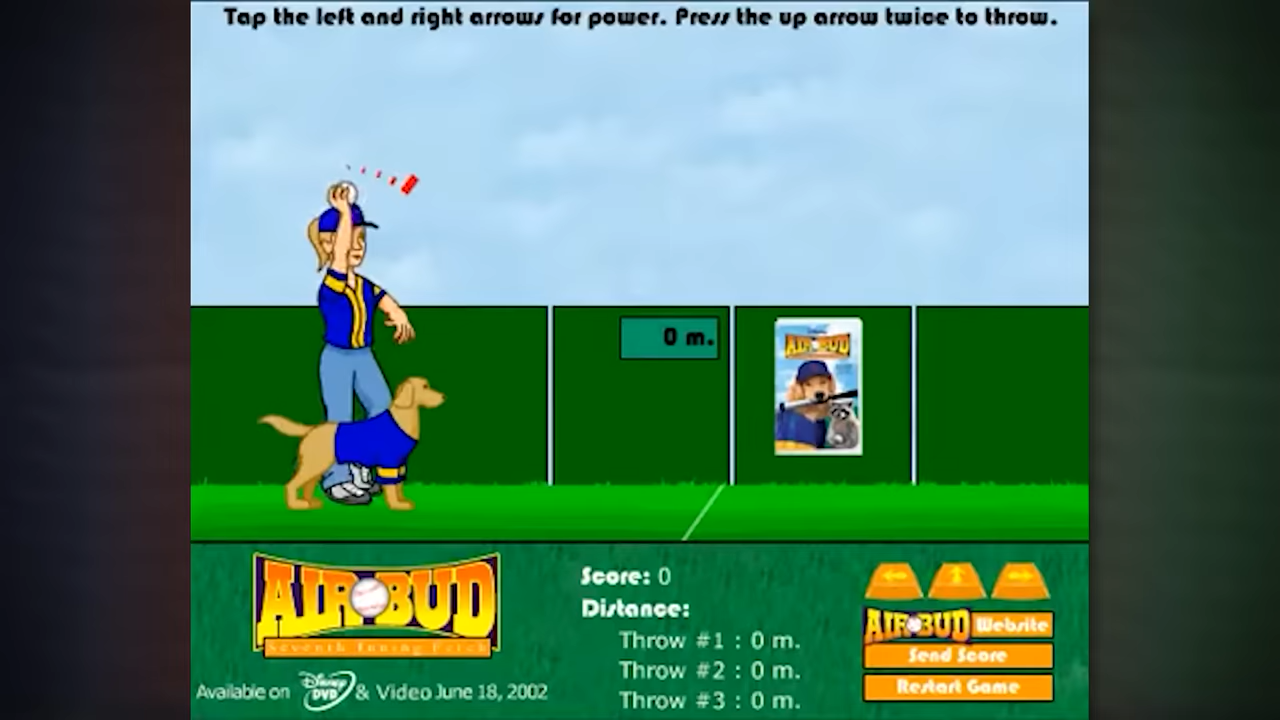 Tap the left and right arrows for power. Press the up arrow twice to throw.
0 m.
AIR BUD
AIR BUD
Seventh Inning Fetch
Available on Disney DVD & Video June 18, 2002
Score: 0
Distance:
Throw #1 : 0 m.
Throw #2 : 0 m.
Throw #3 : 0 m.
AIR BUD Website
Send Score
Restart Game